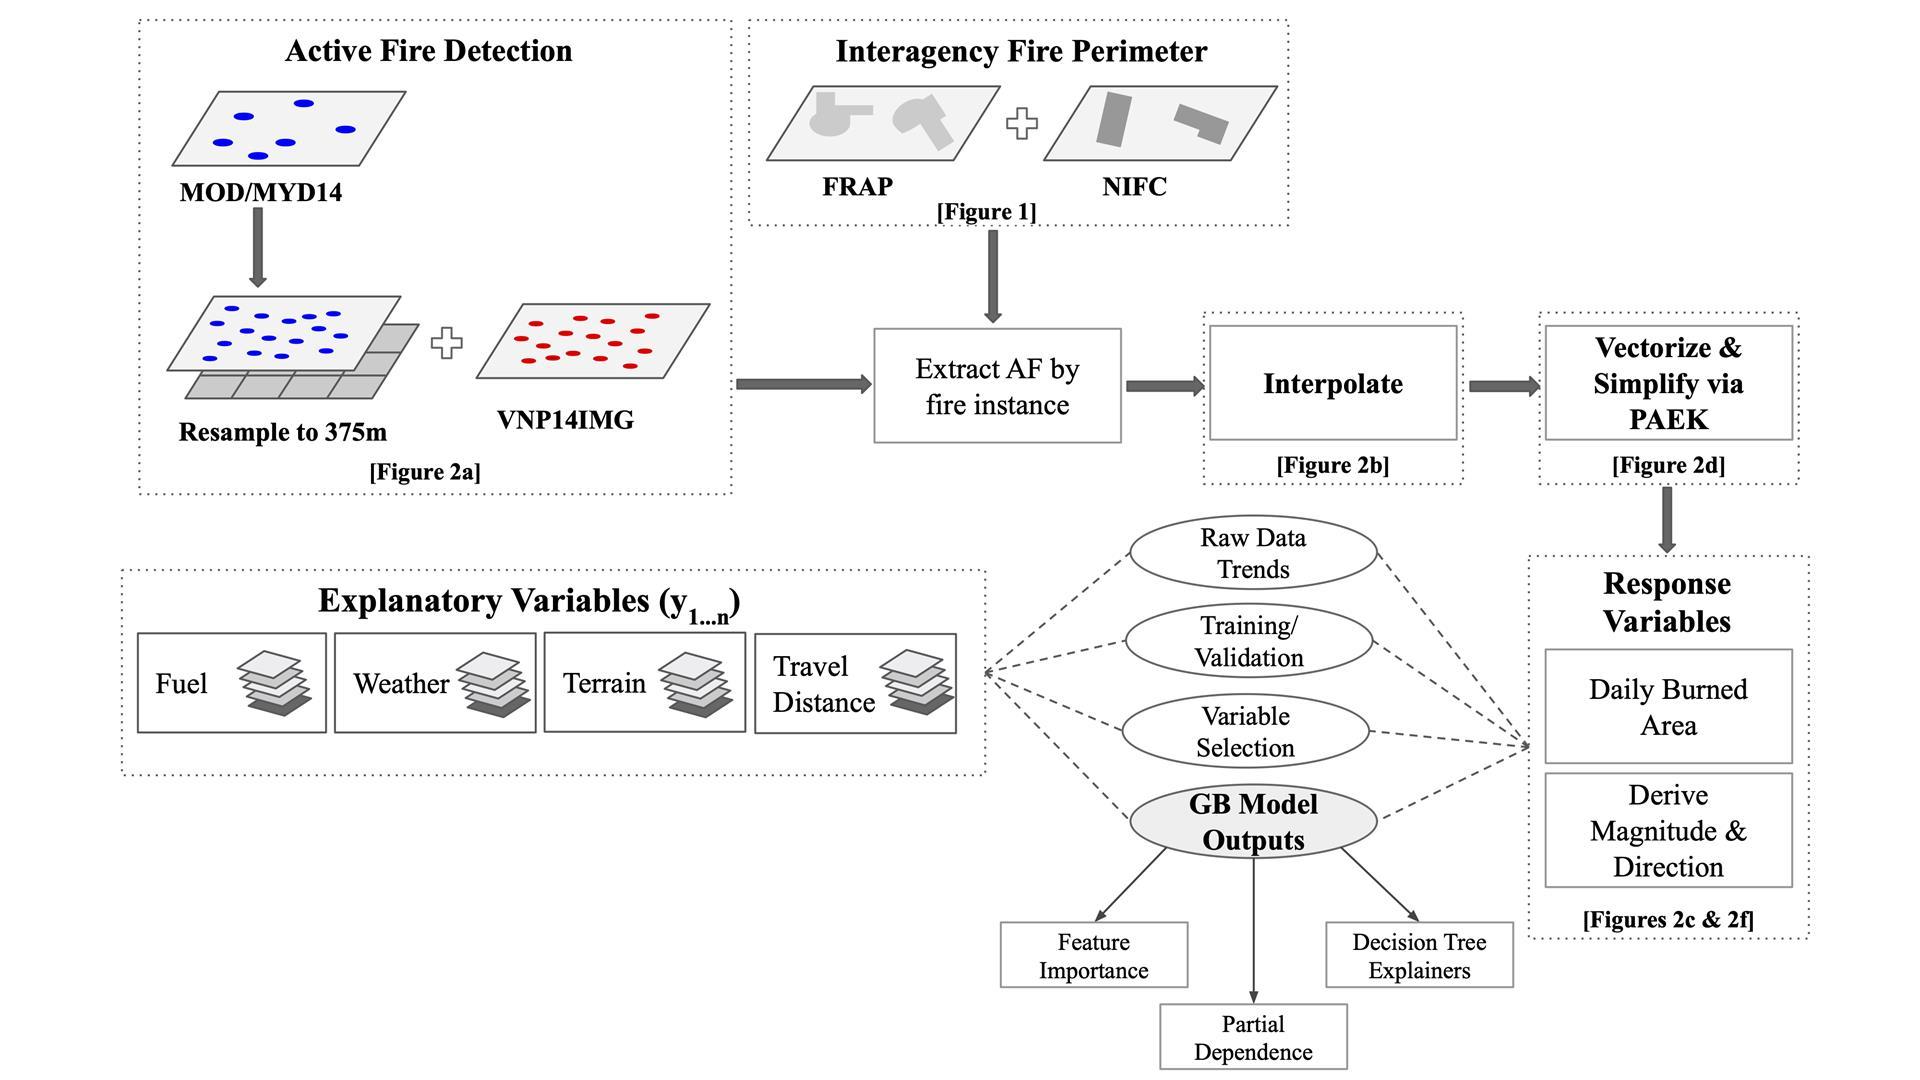 Active Fire Detection
MOD/MYD14
Resample to 375m
VNP14IMG
[Figure 2a]
Interagency Fire Perimeter
FRAP
NIFC
[Figure 1]
Extract AF by
fire instance
Interpolate
[Figure 2b]
Vectorize &
Simplify via
PAEK
[Figure 2d]
Explanatory Variables (y1...n)
Fuel
Weather
Terrain
Travel
Distance
Raw Data
Trends
Training/
Validation
Variable
Selection
GB Model
Outputs
Feature
Importance
Partial
Dependence
Decision Tree
Explainers
Response
Variables
Daily Burned
Area
Derive
Magnitude &
Direction
[Figures 2c & 2f]